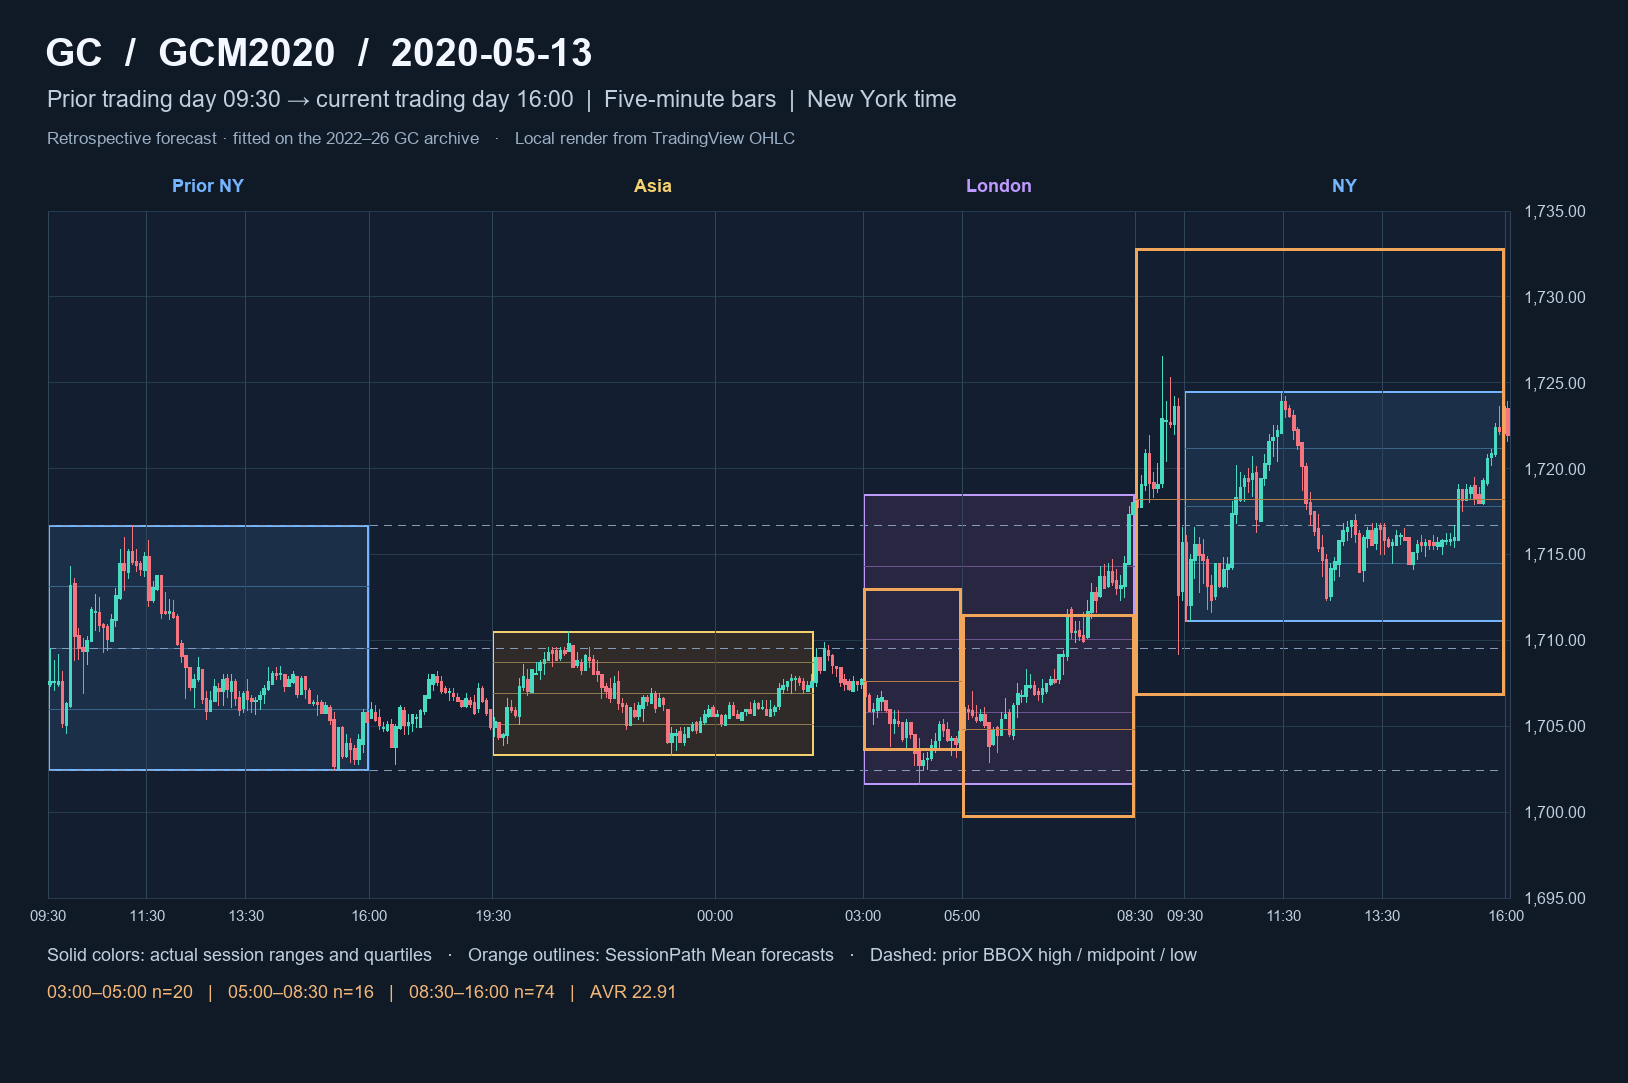 GC / GCM2020 / 2020-05-13
Prior trading day 09:30 → current trading day 16:00 | Five-minute bars | New York time
Retrospective forecast · fitted on the 2022–26 GC archive · Local render from TradingView OHLC
Prior NY Asia London NY
1,735.00
1,730.00
1,725.00
1,720.00
1,715.00
1,710.00
1,705.00
1,700.00
1,695.00
09:30 11:30 13:30 16:00 19:30 00:00 03:00 05:00 08:30 09:30 11:30 13:30 16:00
Solid colors: actual session ranges and quartiles · Orange outlines: SessionPath Mean forecasts · Dashed: prior BBOX high / midpoint / low
03:00–05:00 n=20 | 05:00–08:30 n=16 | 08:30–16:00 n=74 | AVR 22.91